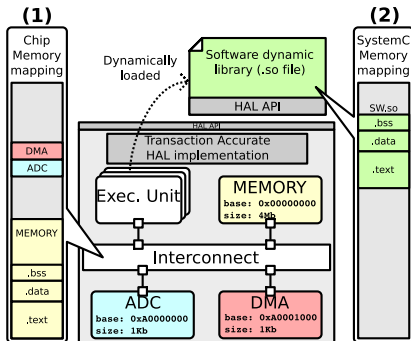 (1)
Chip
Memory
mapping
DMA
ADC
MEMORY
.bss
.data
.text
Dynamically
loaded
Software dynamic
library (.so file)
HAL API
HAL API
Transaction Accurate
HAL implementation
Exec. Unit
MEMORY
base: 0x00000000
size: 4Mb
Interconnect
ADC
base: 0xA0000000
size: 1Kb
DMA
base: 0xA0001000
size: 1Kb
(2)
SystemC
Memory
mapping
SW.so
.bss
.data
.text